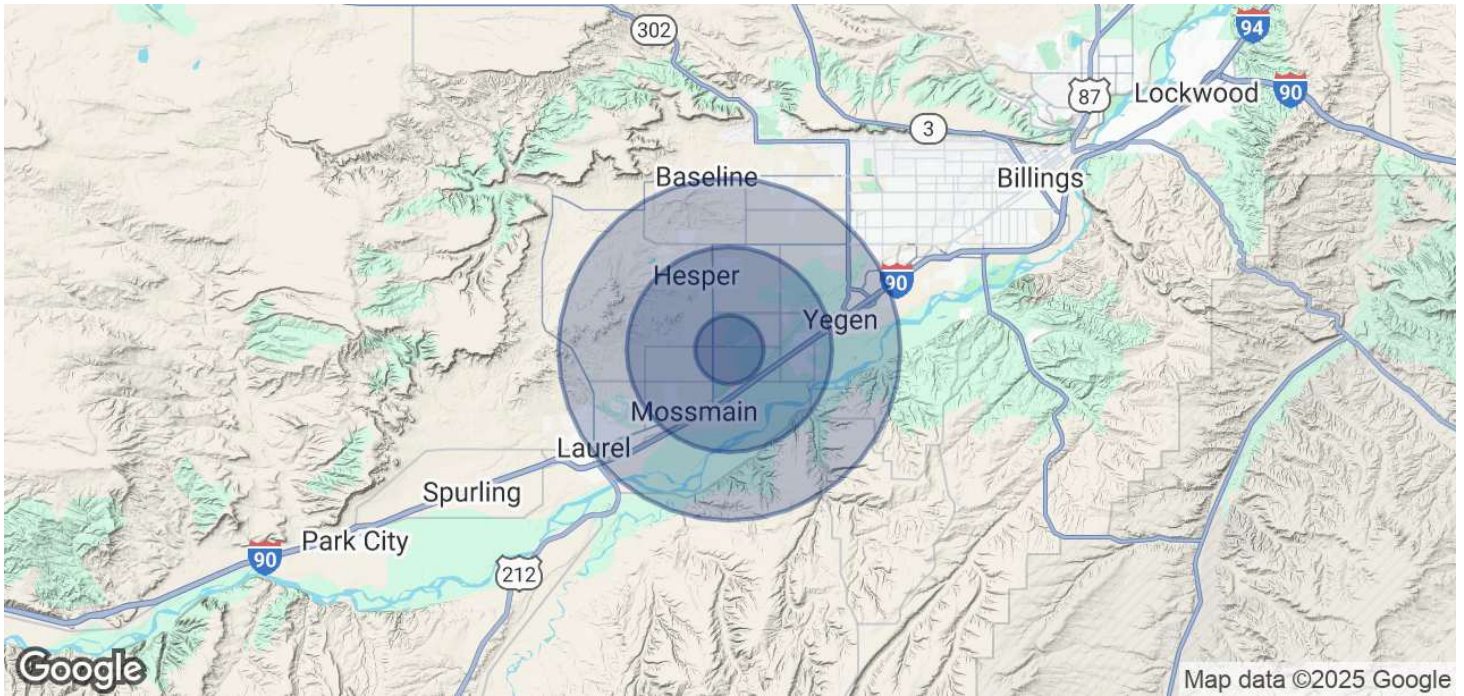 302
94
87
Lockwood
90
3
Baseline
Billings
Hesper
90
Yegen
Mossmain
Laurel
Spurling
Park City
90
212
Google
Map data ©2025 Google